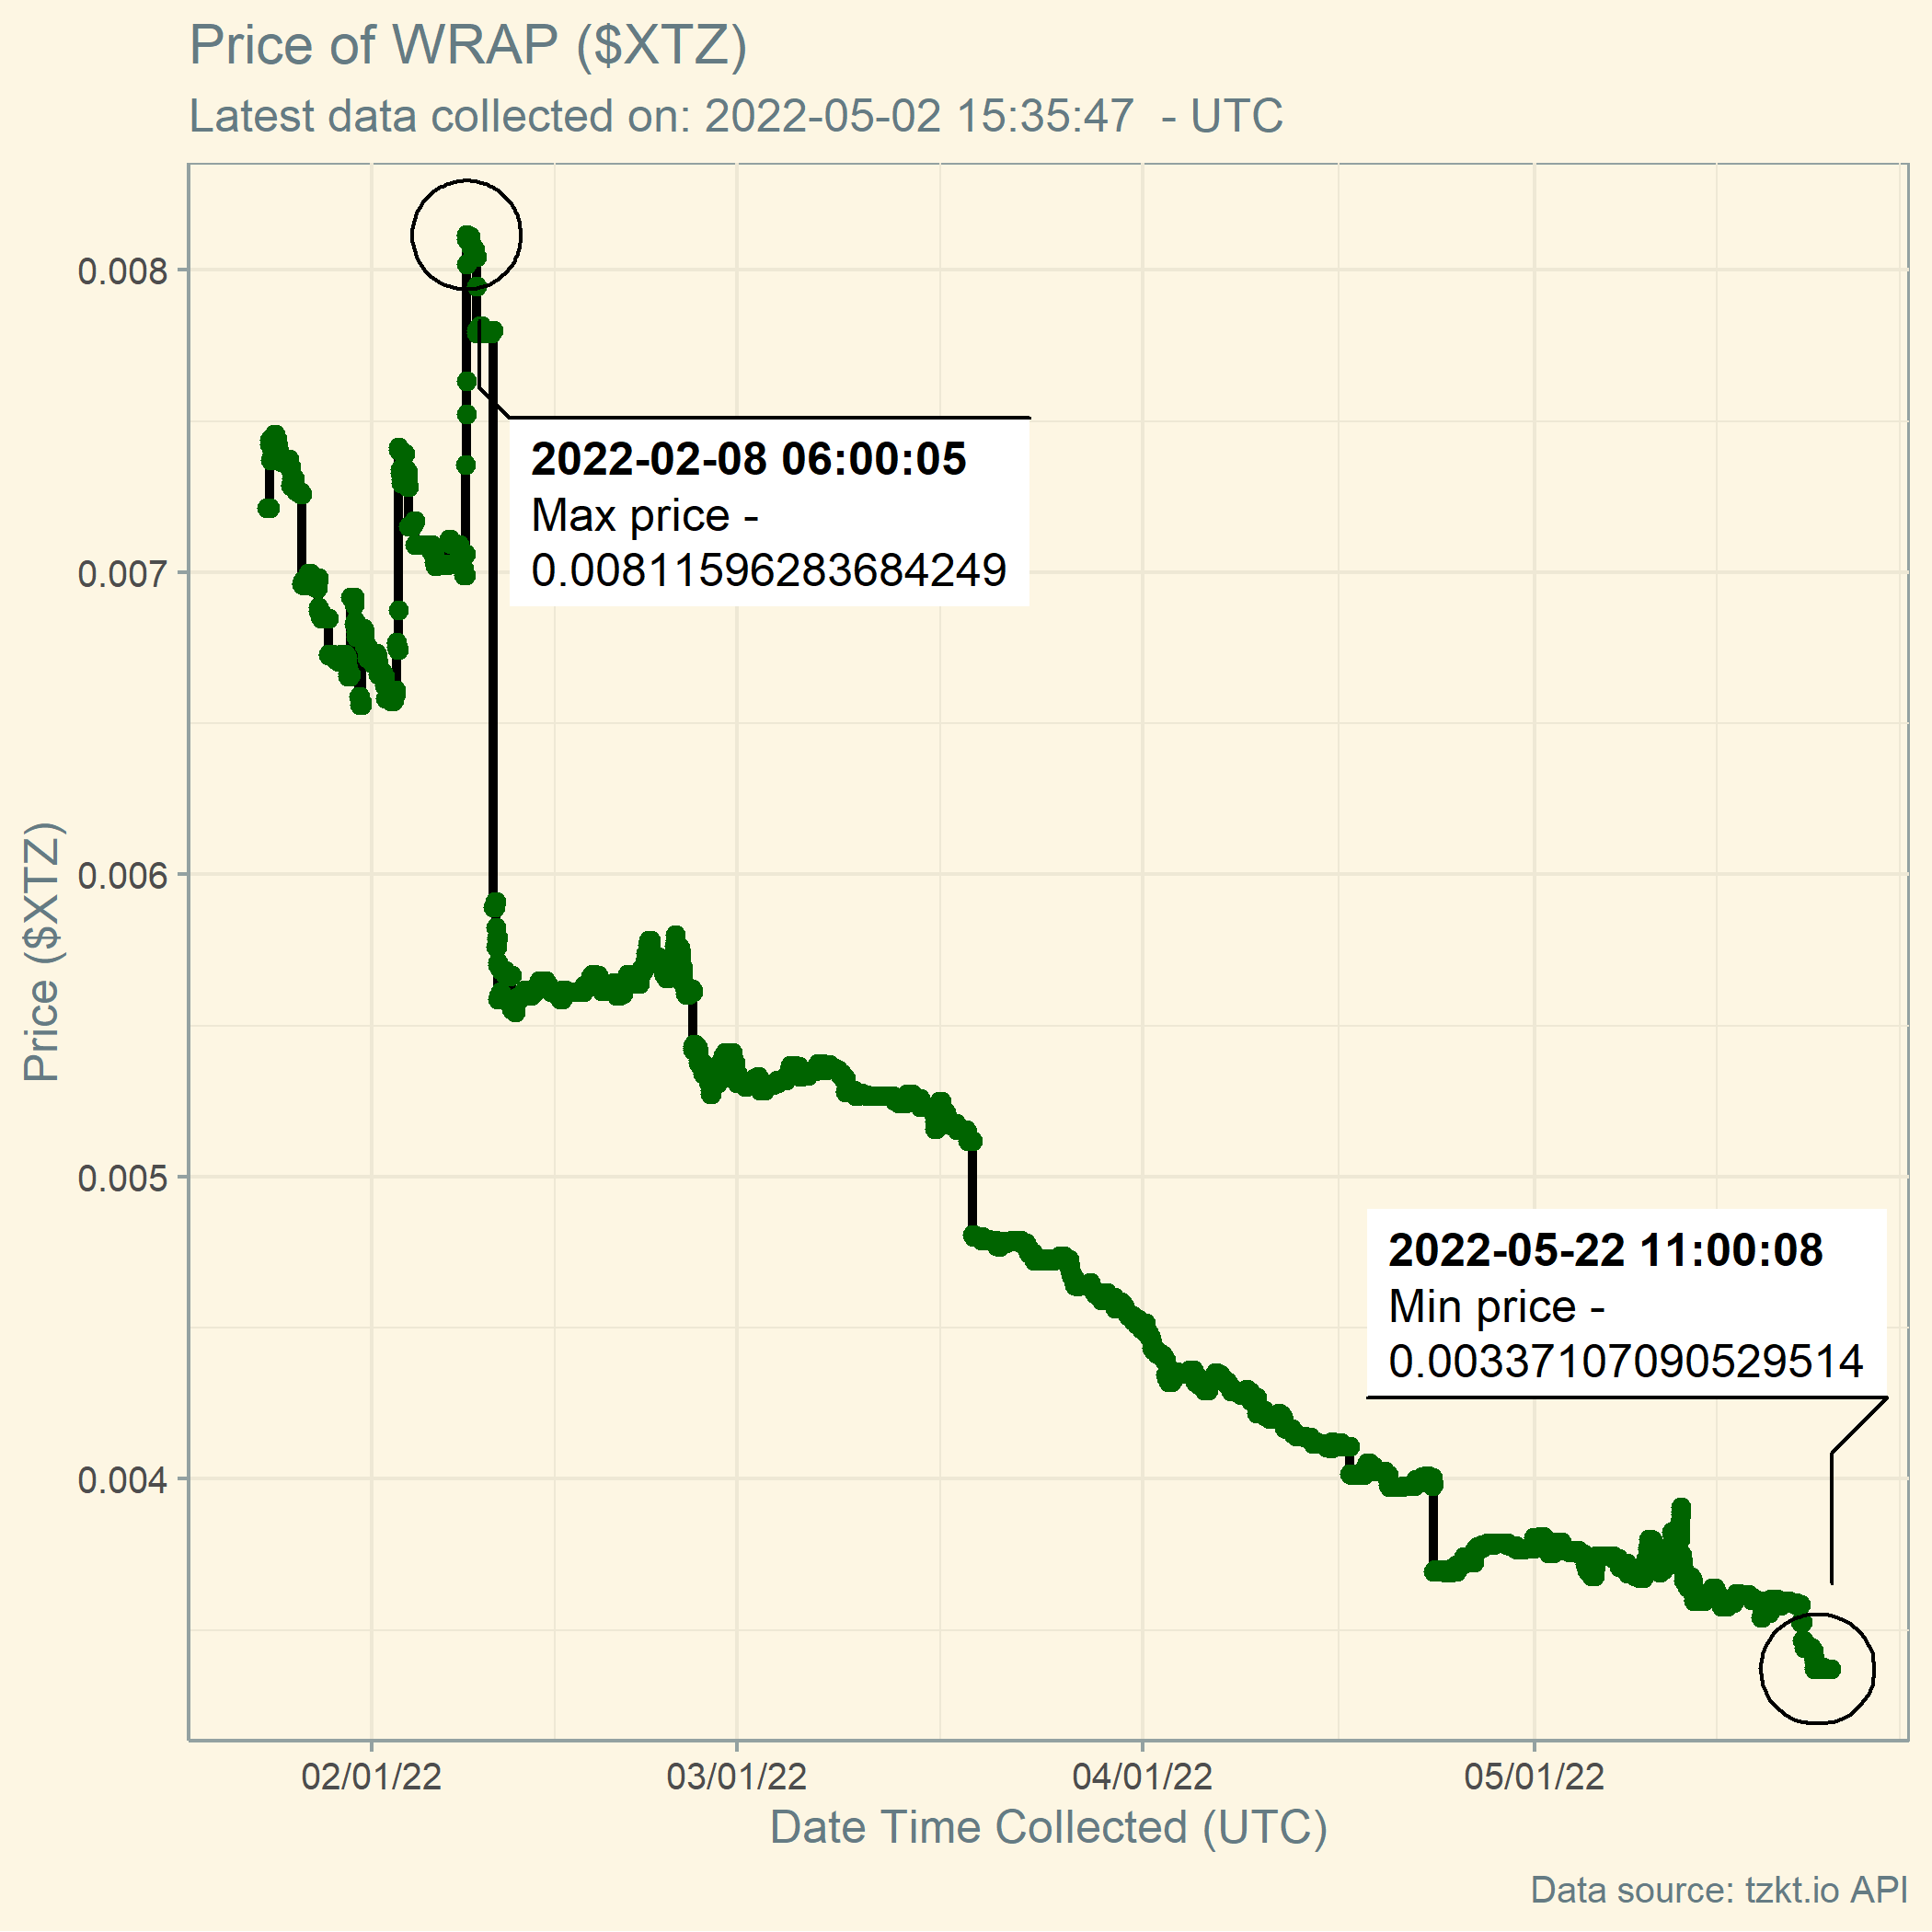 Price of WRAP ($XTZ)
Latest data collected on: 2022-05-02 15:35:47  - UTC
0.008
0.007
0.006
0.005
0.004
Price ($XTZ)
2022-02-08 06:00:05
Max price -
0.00811596283684249
2022-05-22 11:00:08
Min price -
0.00337107090529514
02/01/22
03/01/22
04/01/22
05/01/22
Date Time Collected (UTC)
Data source: tzkt.io API